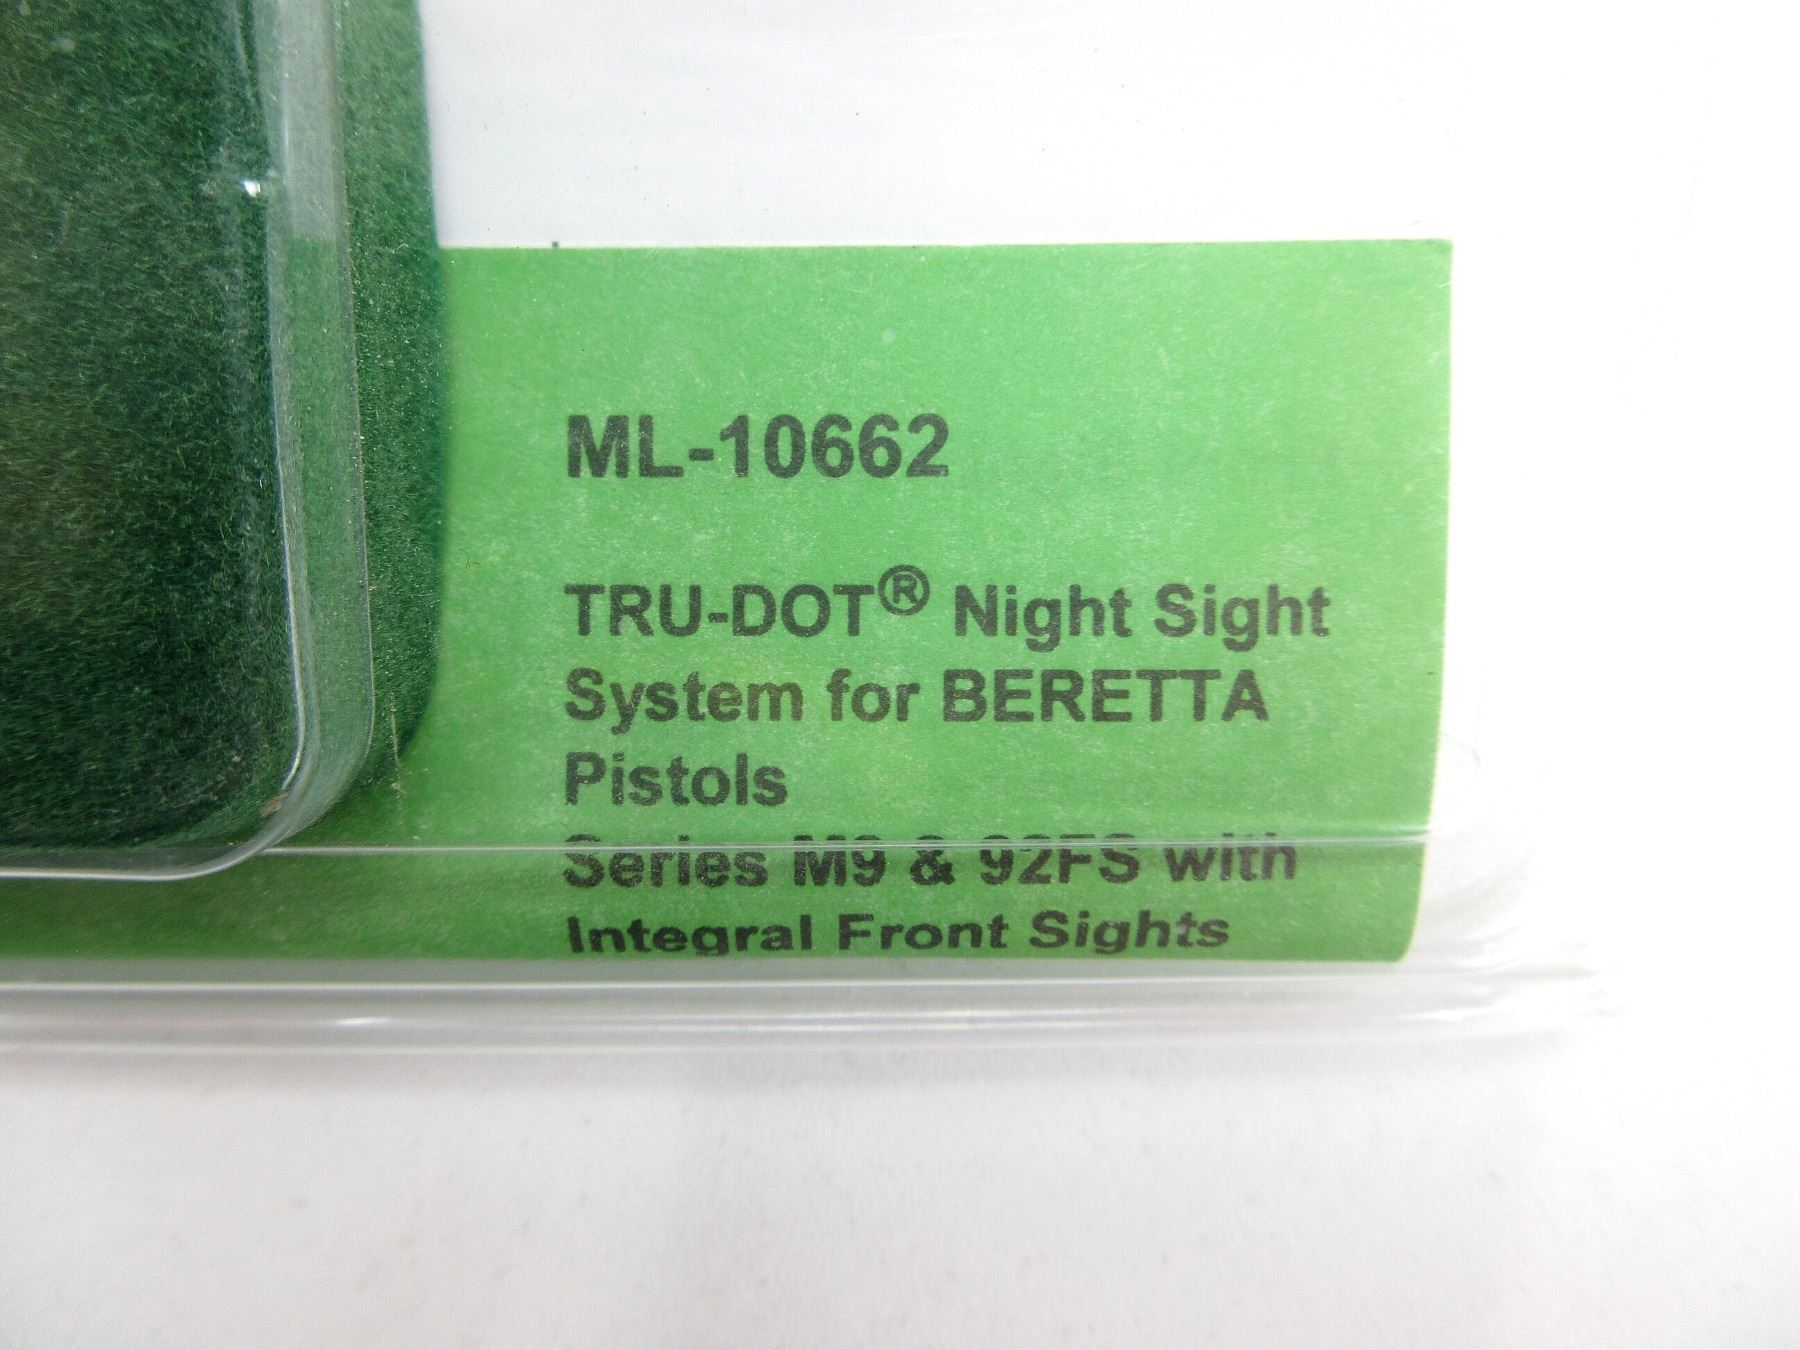 ML-10662
TRU-DOT® Night Sight
System for BERETTA
Pistols
Series M9 & 92FS with
Integral Front Sights